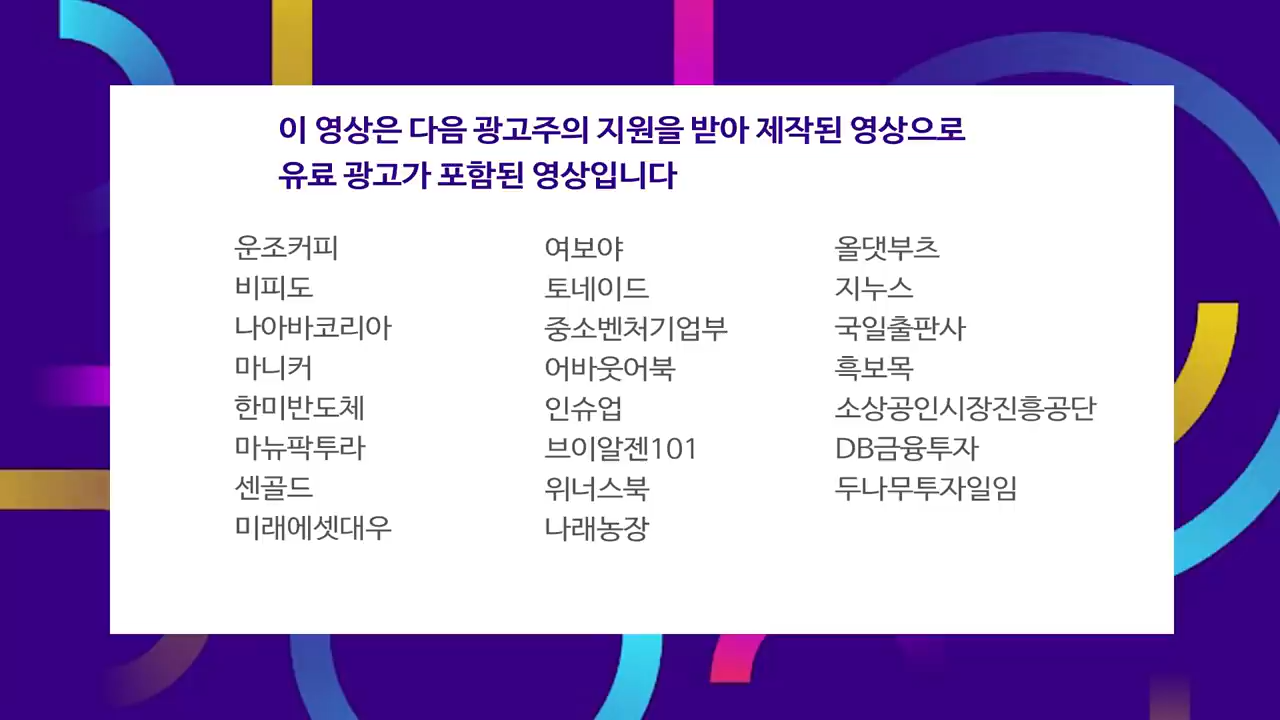 이 영상은 다음 광고주의 지원을 받아 제작된 영상으로
유료 광고가 포함된 영상입니다
운조커피
비피도
나아바코리아
마니커
한미반도체
마뉴팍투라
센골드
미래에셋대우
여보야
토네이드
중소벤처기업부
어바웃어북
인슈업
브이알젠101
위너스북
나래농장
올댓부츠
지누스
국일출판사
흑보목
소상공인시장진흥공단
DB금융투자
두나무투자일임